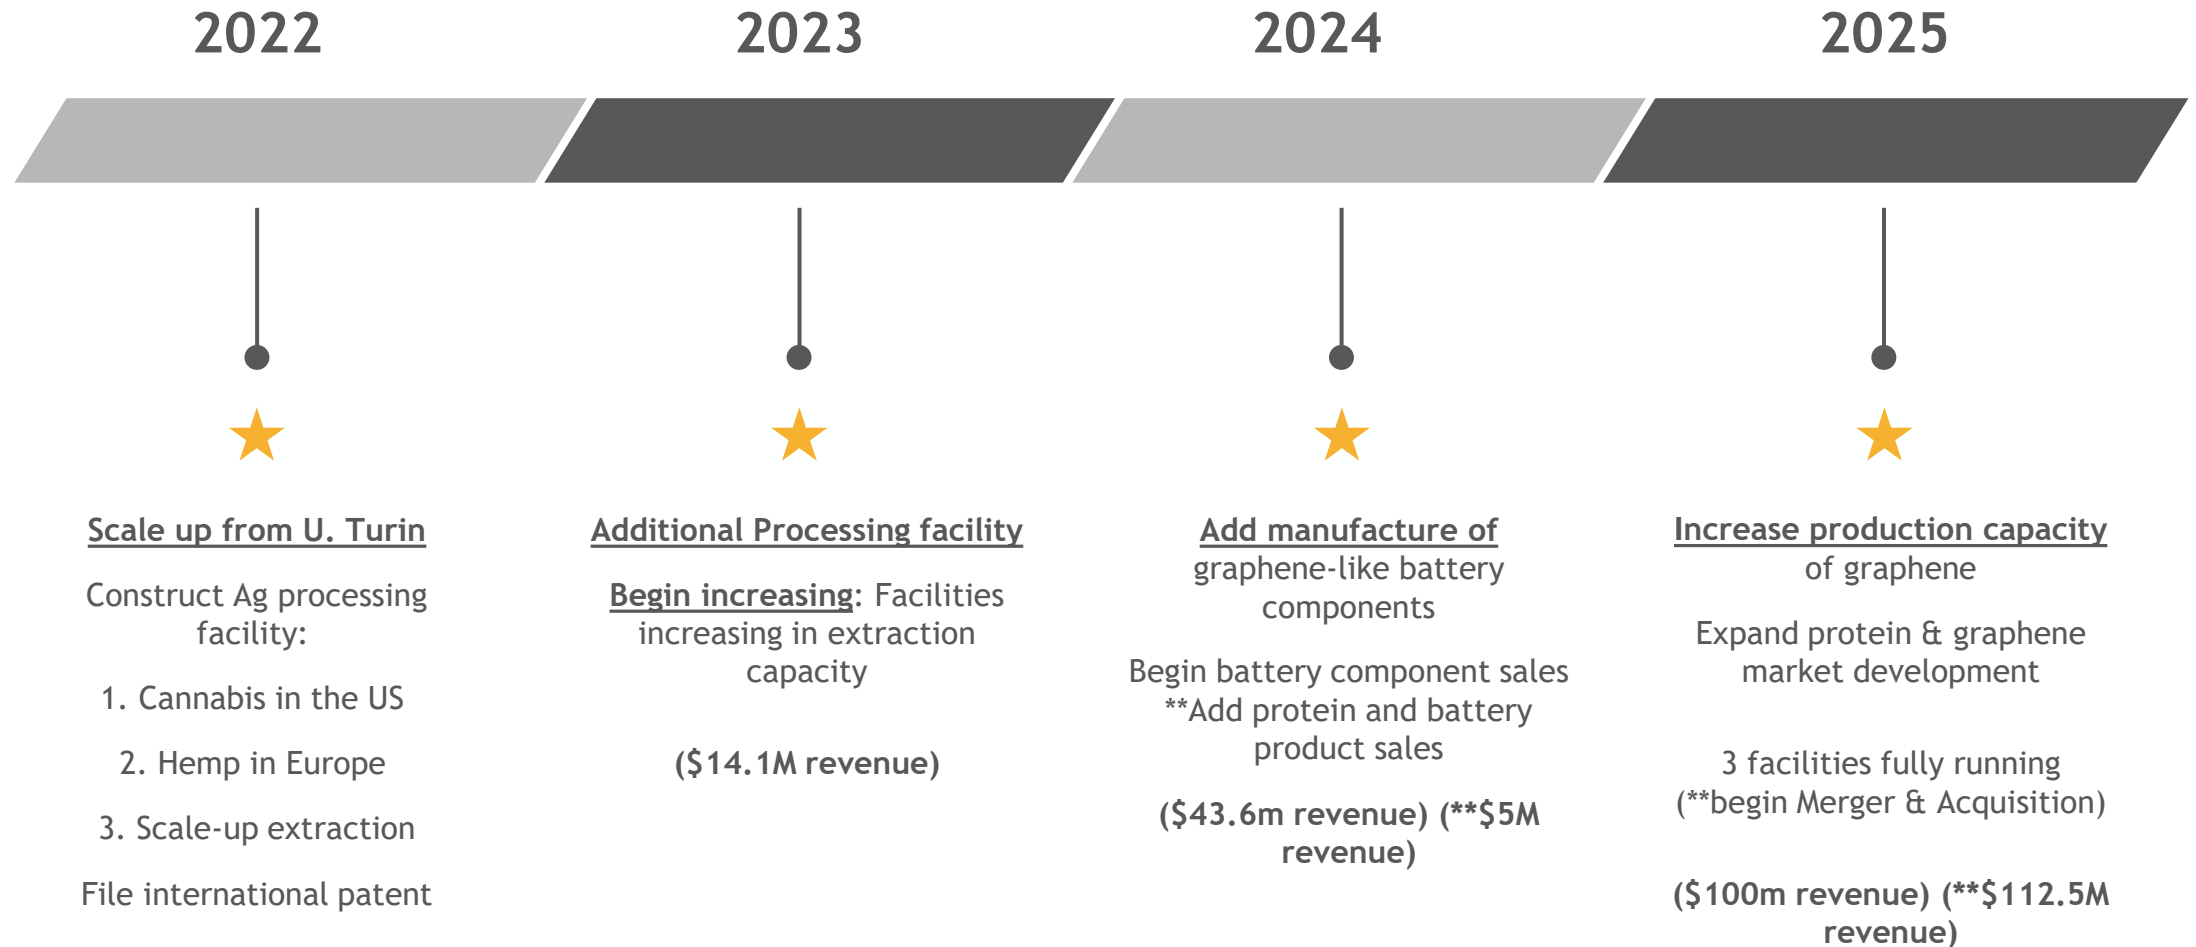 2022
2023
2024
2025
Scale up from U. Turin
Construct Ag processing
facility:
1. Cannabis in the US
2. Hemp in Europe
3. Scale-up extraction
File international patent
Additional Processing facility
Begin increasing: Facilities
increasing in extraction
capacity
($14.1M revenue)
Add manufacture of
graphene-like battery
components
Begin battery component sales
**Add protein and battery
product sales
($43.6m revenue) (**$5M
revenue)
Increase production capacity
of graphene
Expand protein & graphene
market development
3 facilities fully running
(**begin Merger & Acquisition)
($100m revenue) (**$112.5M
revenue)